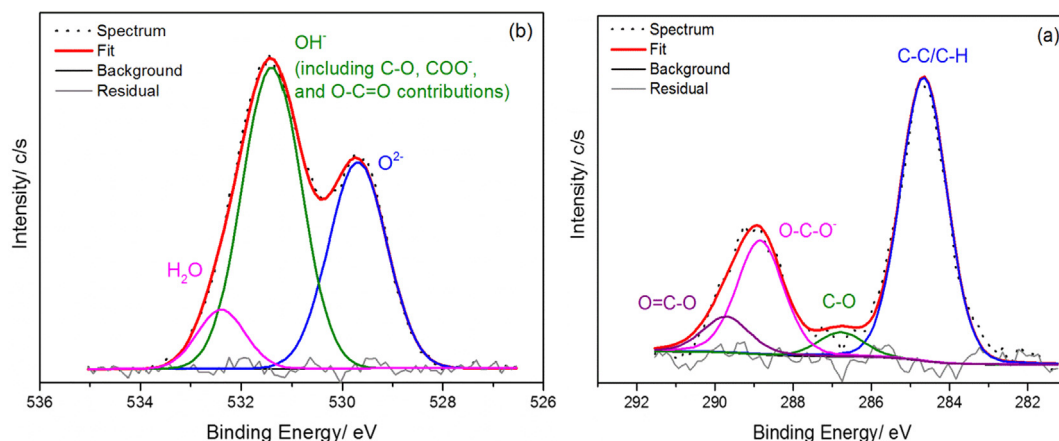 (b)
Spectrum
Fit
Background
Residual
OH⁻
(including C-O, COO⁻,
and O-C=O contributions)
O²⁻
H₂O
Intensity/ c/s
536 534 532 530 528 526
Binding Energy/ eV
(a)
Spectrum
Fit
Background
Residual
C-C/C-H
O-C-O⁻
O=C-O
C-O
Intensity/ c/s
292 290 288 286 284 282
Binding Energy/ eV